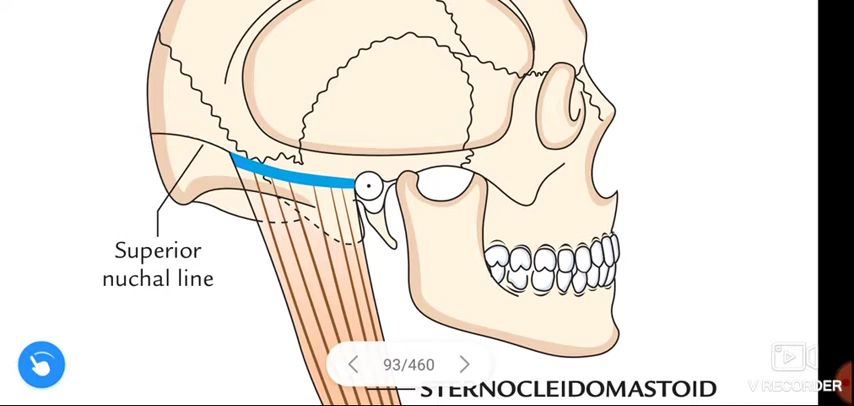 Superior
nuchal line
93/460
STERNOCLEIDOMASTOID
V RECORDER